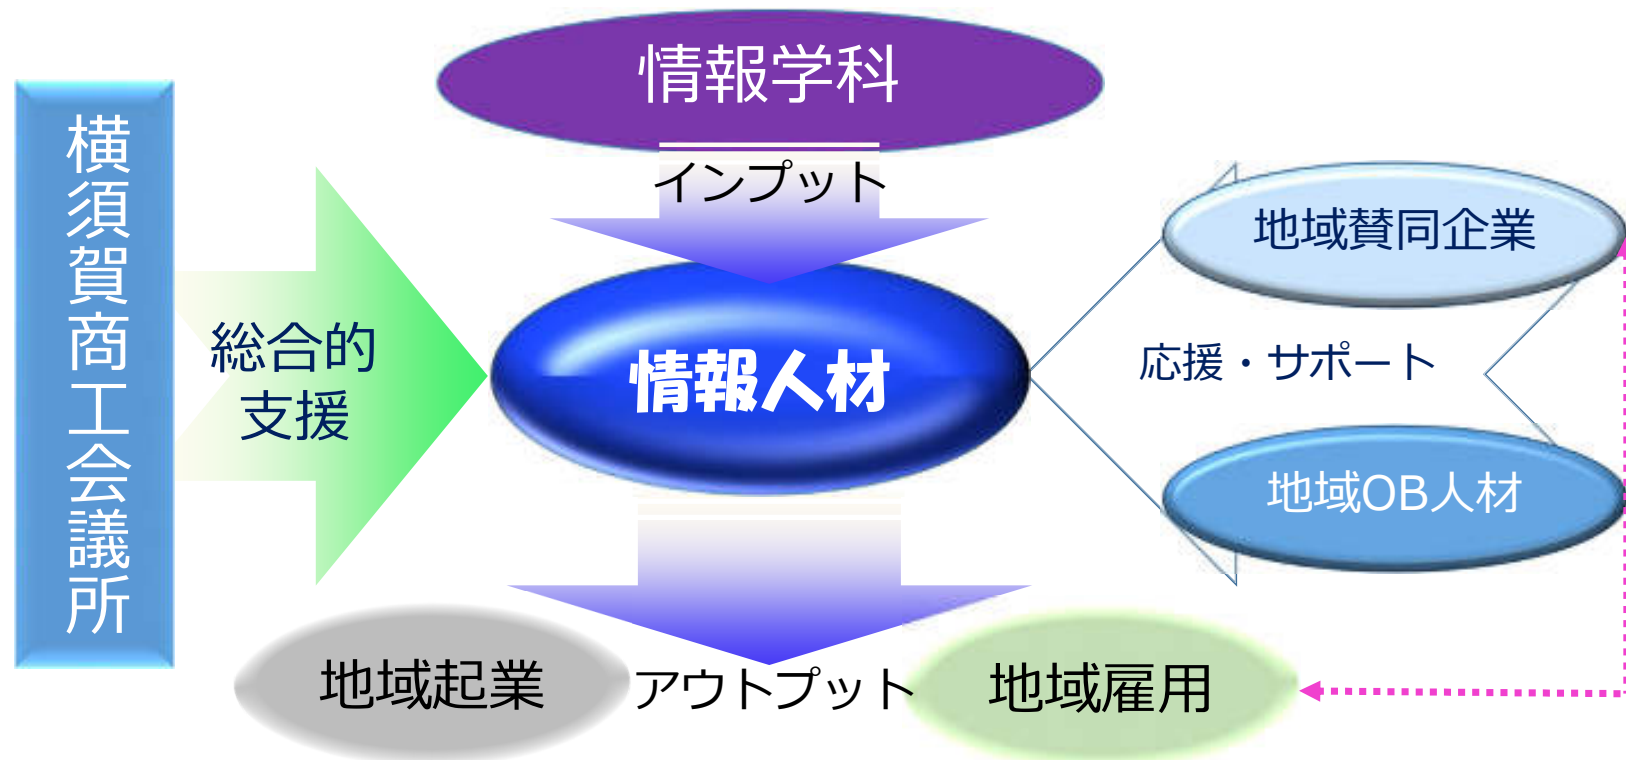 情報学科
横須賀商工会議所
インプット
地域賛同企業
総合的
支援
情報人材
応援・サポート
地域OB人材
地域起業
アウトプット
地域雇用